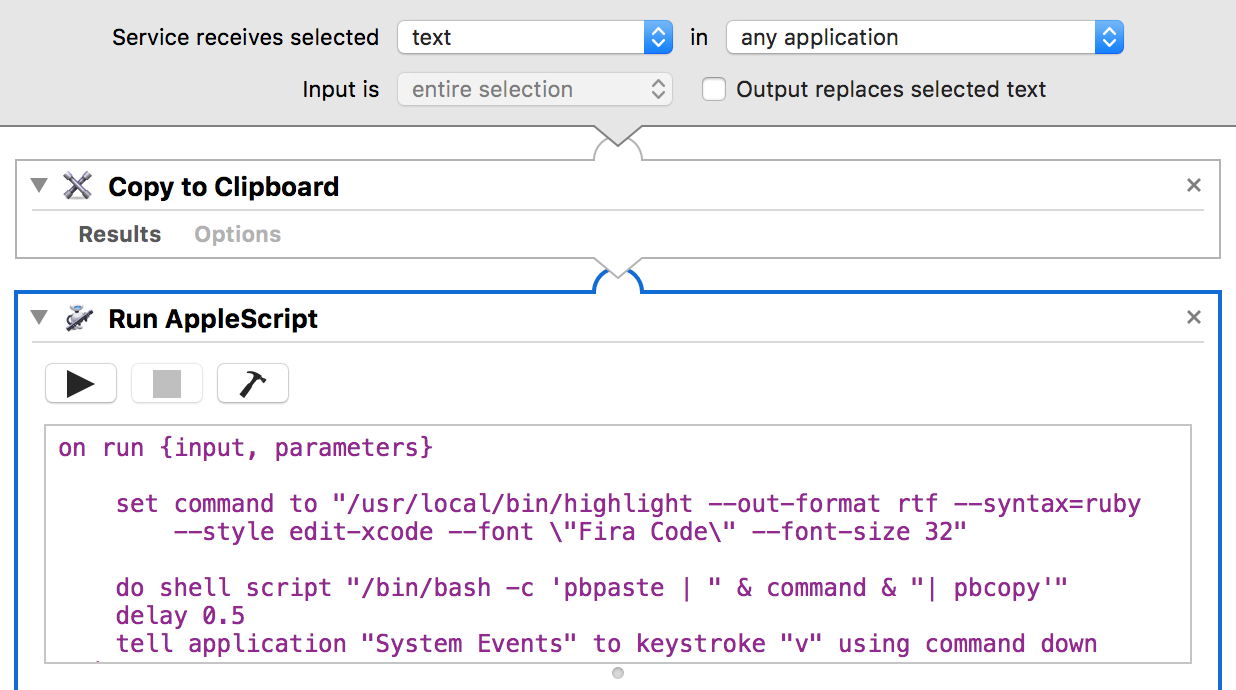 Service receives selected text in any application
Input is entire selection Output replaces selected text
Copy to Clipboard
Results Options
Run AppleScript
on run {input, parameters}
set command to "/usr/local/bin/highlight --out-format rtf --syntax=ruby
--style edit-xcode --font \"Fira Code\" --font-size 32"
do shell script "/bin/bash -c 'pbpaste | " & command & "| pbcopy'"
delay 0.5
tell application "System Events" to keystroke "v" using command down